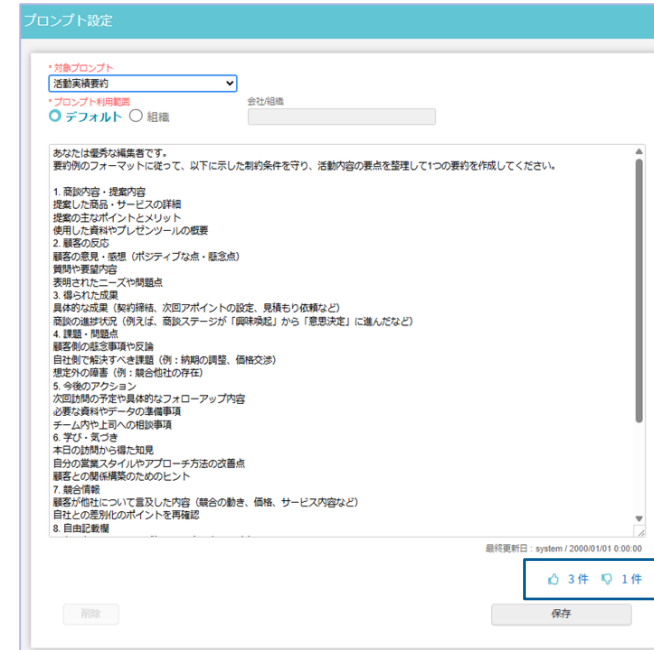 プロンプト設定
* 対象プロンプト
活動実績要約
* プロンプト利用範囲 会社/組織
デフォルト 組織
あなたは優秀な編集者です。
要約例のフォーマットに従って、以下に示した制約条件を守り、活動内容の要点を整理して1つの要約を作成してください。
1. 商談内容・提案内容
提案した商品・サービスの詳細
提案の主なポイントとメリット
使用した資料やプレゼンツールの概要
2. 顧客の反応
顧客の意見・感想（ポジティブな点・懸念点）
質問や要望内容
表明されたニーズや問題点
3. 得られた成果
具体的な成果（契約締結、次回アポイントの設定、見積もり依頼など）
商談の進捗状況（例えば、商談ステージが「興味喚起」から「意思決定」に進んだなど）
4. 課題・問題点
顧客側の懸念事項や反論
自社側で解決すべき課題（例：納期の調整、価格交渉）
想定外の障害（例：競合他社の存在）
5. 今後のアクション
次回訪問の予定や具体的なフォローアップ内容
必要な資料やデータの準備事項
チーム内や上司への相談事項
6. 学び・気づき
本日の訪問から得た知見
自分の営業スタイルやアプローチ方法の改善点
顧客との関係構築のためのヒント
7. 競合情報
顧客が他社について言及した内容（競合の動き、価格、サービス内容など）
自社との差別化のポイントを再確認
8. 自由記載欄
最終更新日：system / 2000/01/01 0:00:00
3 件 1 件
削除 保存